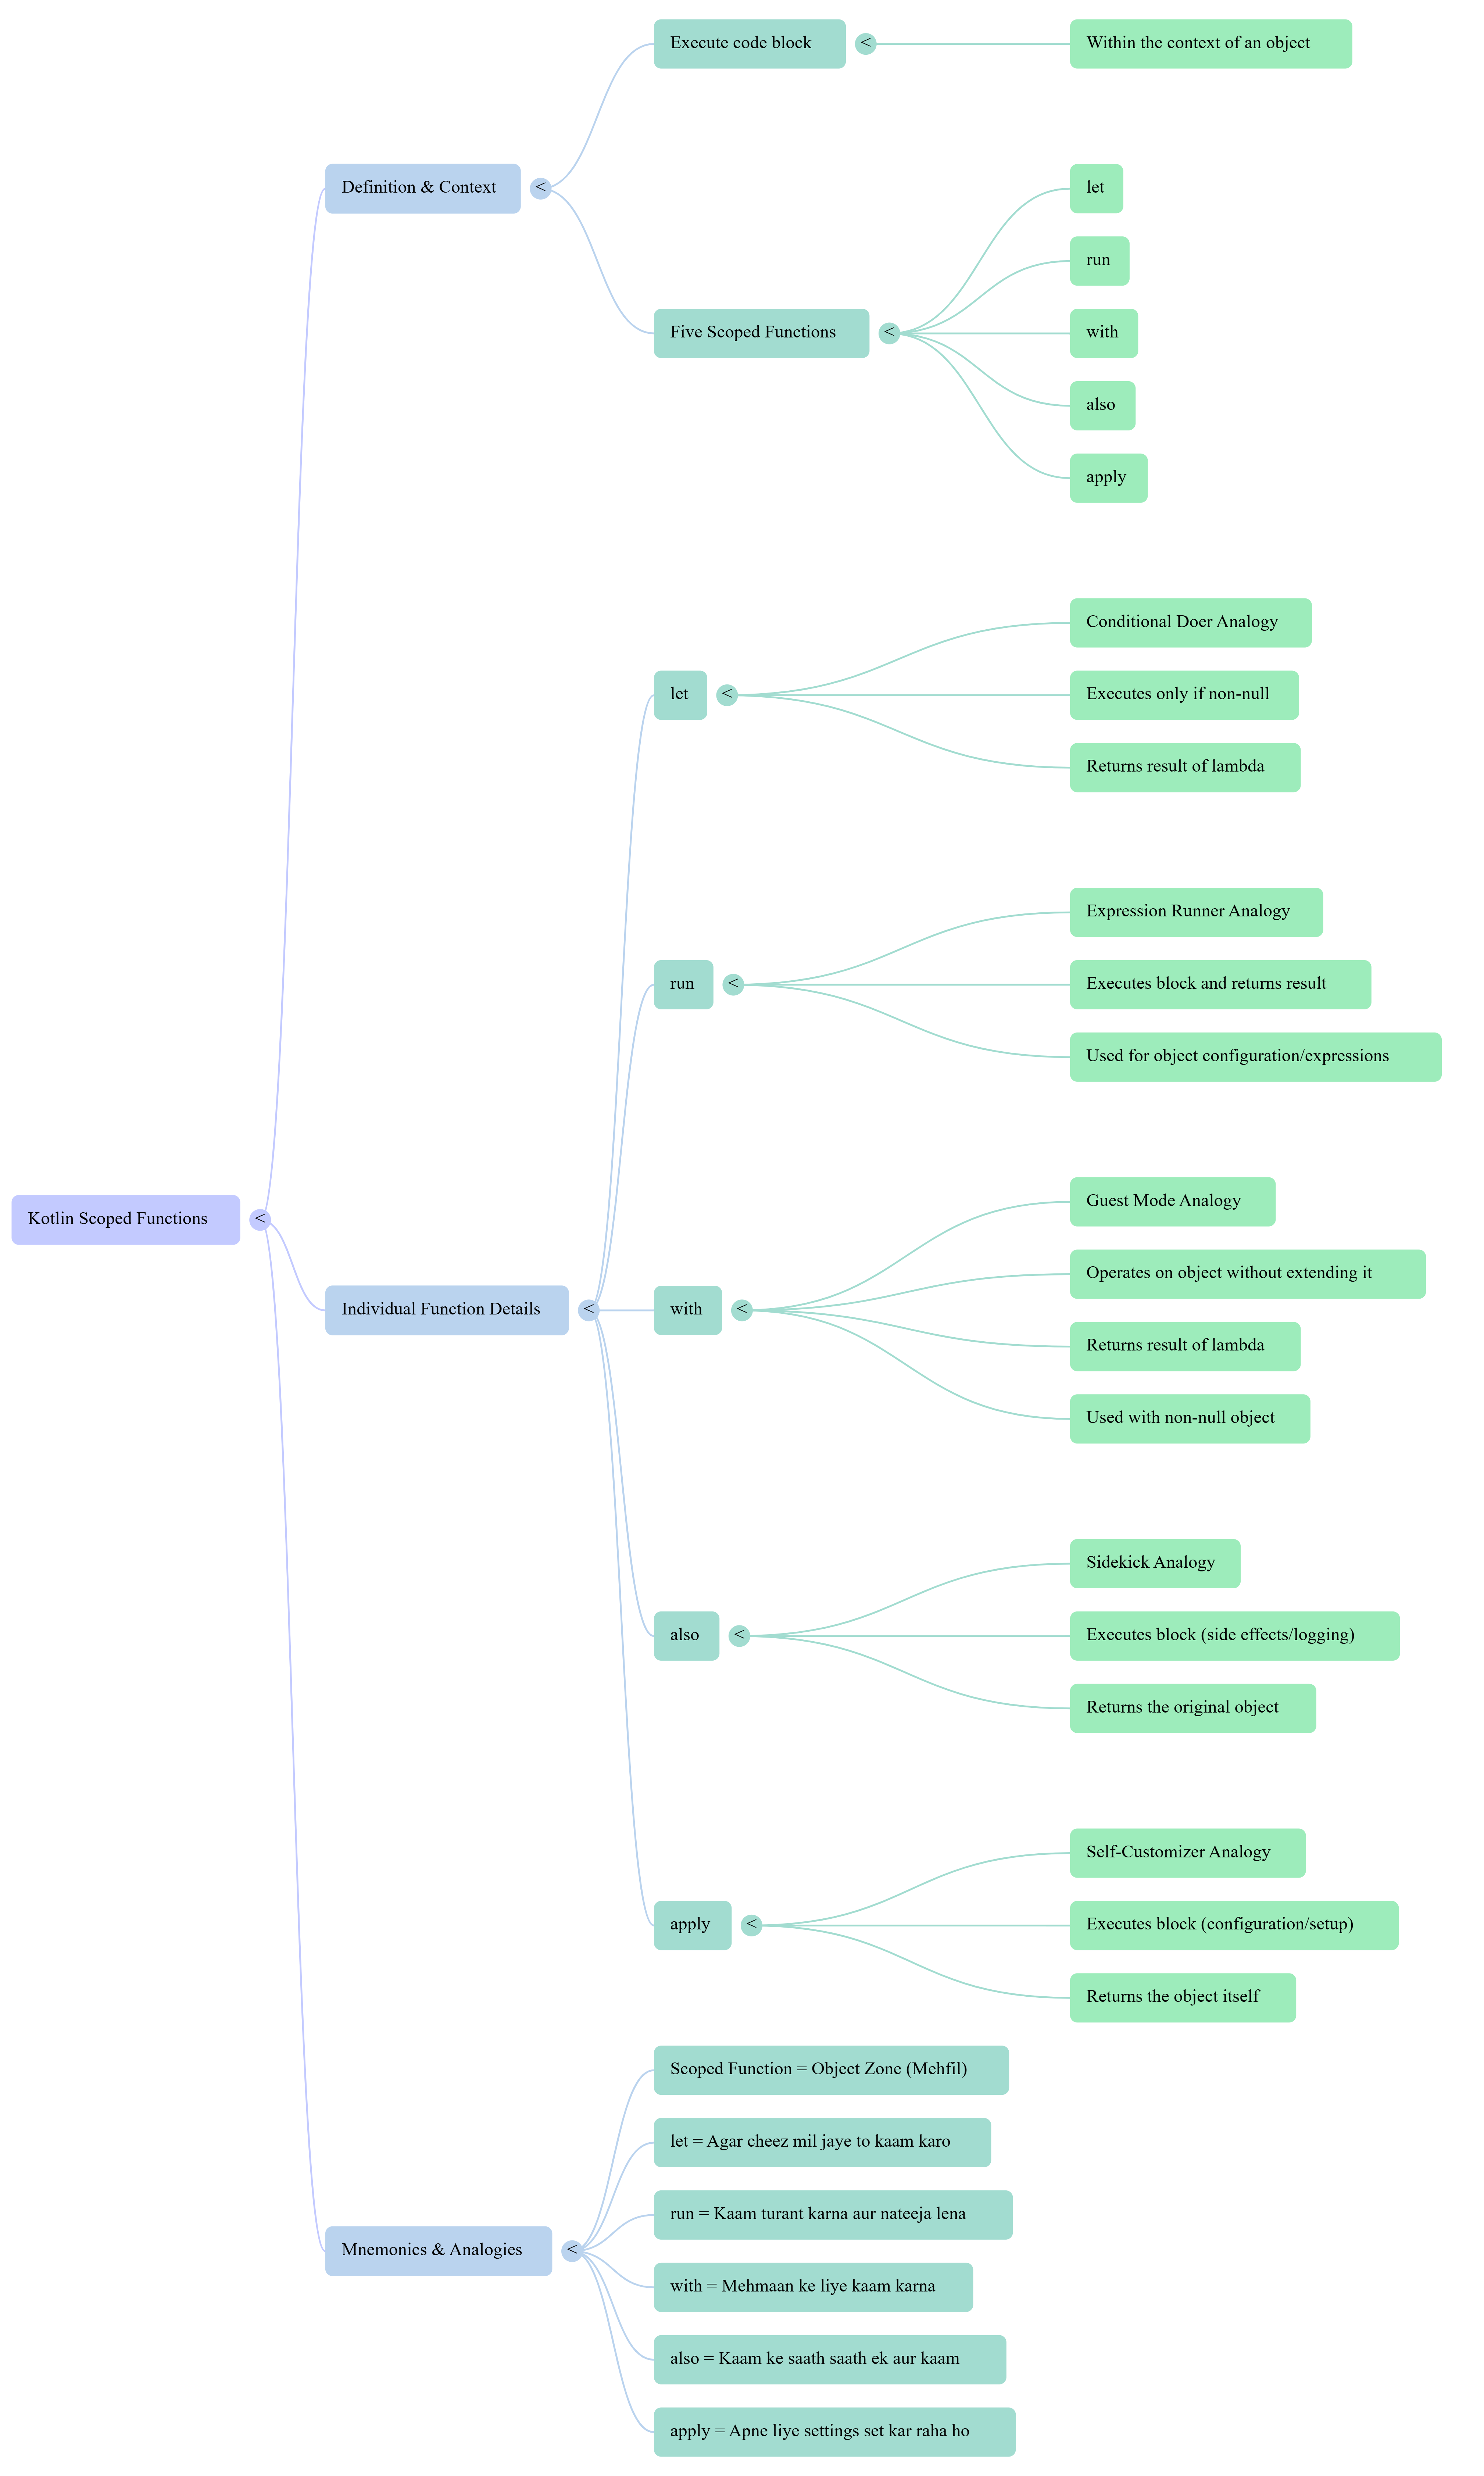 Kotlin Scoped Functions
<
Definition & Context
<
Execute code block
<
Within the context of an object
Five Scoped Functions
<
let
run
with
also
apply
Individual Function Details
<
let
<
Conditional Doer Analogy
Executes only if non-null
Returns result of lambda
run
<
Expression Runner Analogy
Executes block and returns result
Used for object configuration/expressions
with
<
Guest Mode Analogy
Operates on object without extending it
Returns result of lambda
Used with non-null object
also
<
Sidekick Analogy
Executes block (side effects/logging)
Returns the original object
apply
<
Self-Customizer Analogy
Executes block (configuration/setup)
Returns the object itself
Mnemonics & Analogies
<
Scoped Function = Object Zone (Mehfil)
let = Agar cheez mil jaye to kaam karo
run = Kaam turant karna aur nateeja lena
with = Mehmaan ke liye kaam karna
also = Kaam ke saath saath ek aur kaam
apply = Apne liye settings set kar raha ho